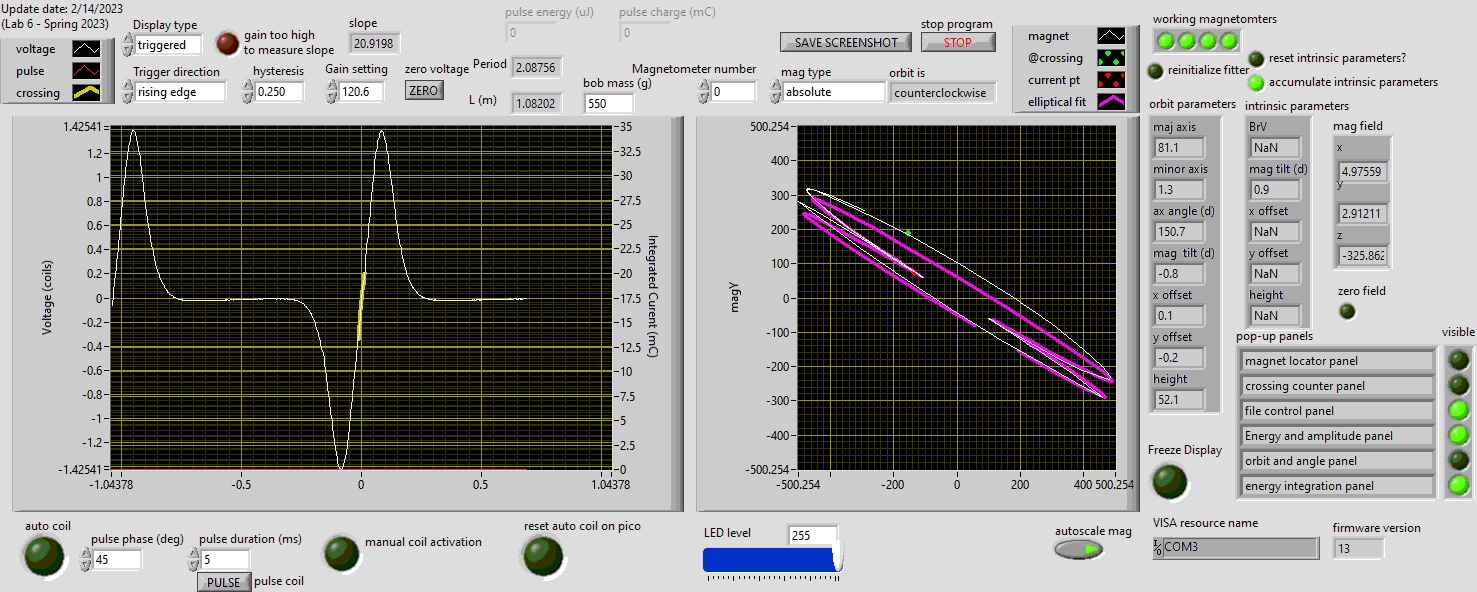 Update date: 2/14/2023
(Lab 6 - Spring 2023)
voltage
pulse
crossing
Display type
triggered
gain too high
to measure slope
slope
20.9198
pulse energy (uJ)
0
pulse charge (mC)
0
Trigger direction
rising edge
hysteresis
0.250
Gain setting
120.6
zero voltage
ZERO
Period
2.08756
L (m)
1.08202
bob mass (g)
550
SAVE SCREENSHOT
stop program
STOP
Magnetometer number
0
mag type
absolute
orbit is
counterclockwise
magnet
@crossing
current pt
elliptical fit
working magnetomters
reinitialize fitter
reset intrinsic parameters?
accumulate intrinsic parameters
orbit parameters
maj axis
81.1
minor axis
1.3
ax angle (d)
150.7
mag tilt (d)
-0.8
x offset
0.1
y offset
-0.2
height
52.1
intrinsic parameters
BrV
NaN
mag tilt (d)
0.9
x offset
NaN
y offset
NaN
height
NaN
mag field
x
4.97559
y
2.91211
z
-325.862
zero field
Voltage (coils)
1.42541
1.2
1
0.8
0.6
0.4
0.2
0
-0.2
-0.4
-0.6
-0.8
-1
-1.2
-1.42541
-1.04378
-0.5
0
0.5
1.04378
35
32.5
30
27.5
25
22.5
20
17.5
15
12.5
10
7.5
5
2.5
0
Integrated Current (mC)
magy
500.254
400
300
200
100
0
-100
-200
-300
-400
-500.254
-500.254
-200
0
200
400
500.254
pop-up panels
visible
magnet locator panel
crossing counter panel
file control panel
Energy and amplitude panel
orbit and angle panel
energy integration panel
Freeze Display
auto coil
pulse phase (deg)
45
pulse duration (ms)
5
PULSE
pulse coil
manual coil activation
reset auto coil on pico
LED level
255
autoscale mag
VISA resource name
COM3
firmware version
13